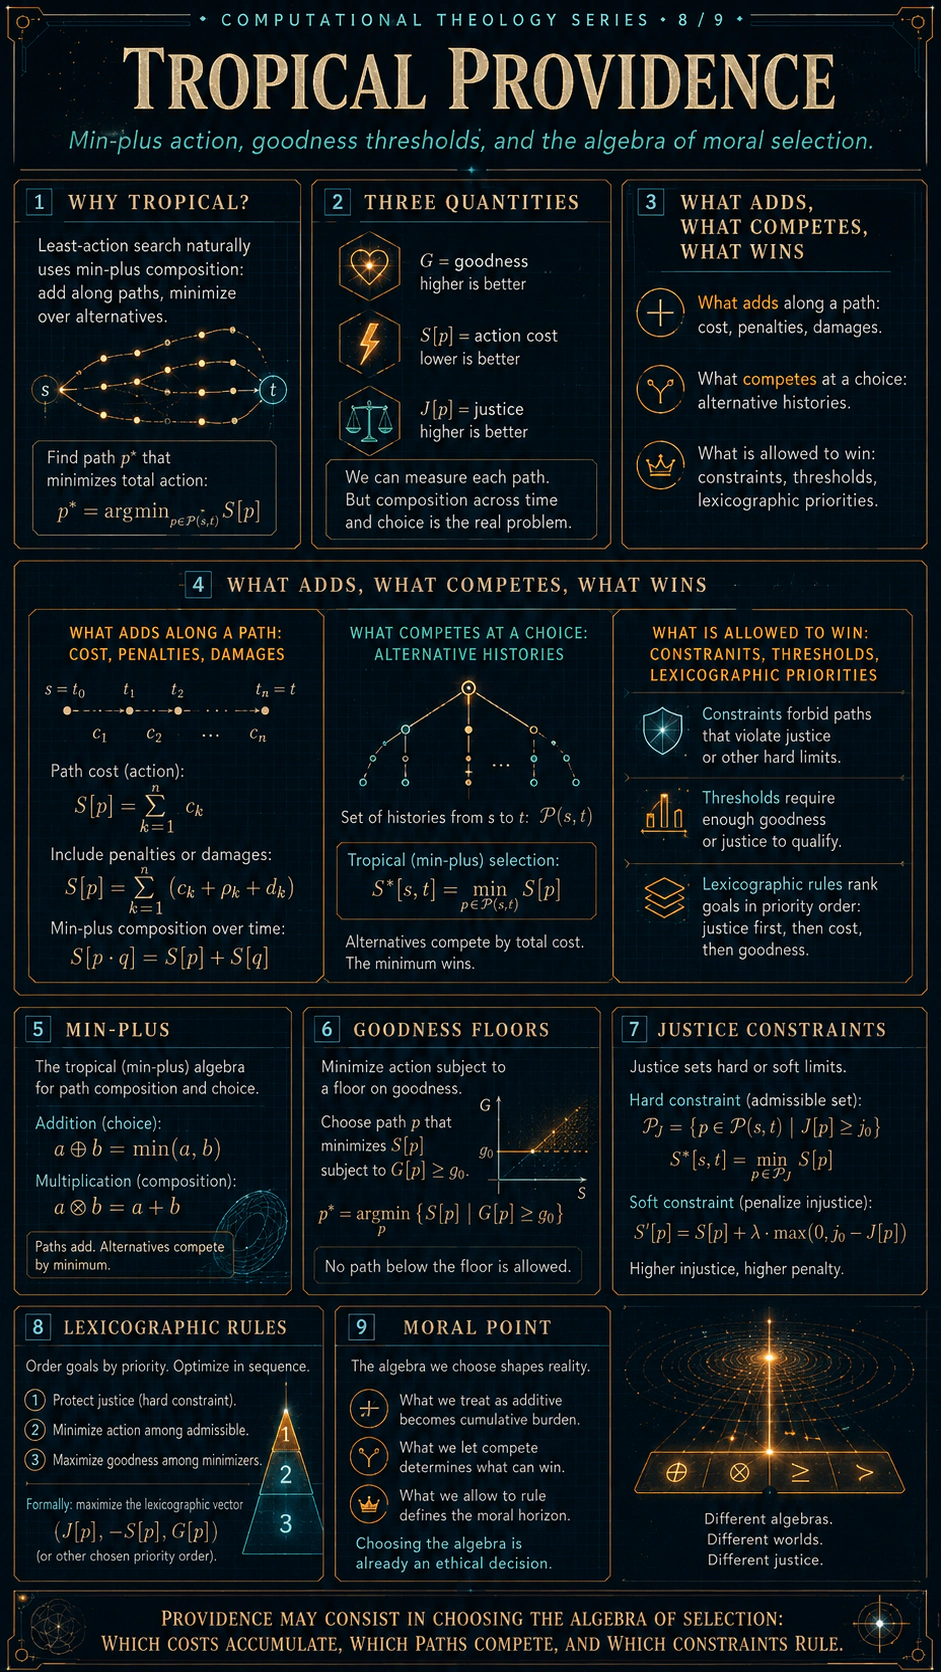 COMPUTATIONAL THEOLOGY SERIES • 8 / 9
TROPICAL PROVIDENCE
Min-plus action, goodness thresholds, and the algebra of moral selection.
1 WHY TROPICAL?
Least-action search naturally
uses min-plus composition:
add along paths, minimize
over alternatives.
s t
Find path p* that
minimizes total action:
p* = argmin_{p∈𝒫(s,t)} S[p]
2 THREE QUANTITIES
G = goodness
higher is better
S[p] = action cost
lower is better
J[p] = justice
higher is better
We can measure each path.
But composition across time
and choice is the real problem.
3 WHAT ADDS,
WHAT COMPETES,
WHAT WINS
What adds along a path:
cost, penalties, damages.
What competes at a choice:
alternative histories.
What is allowed to win:
constraints, thresholds,
lexicographic priorities.
4 WHAT ADDS, WHAT COMPETES, WHAT WINS
WHAT ADDS ALONG A PATH:
COST, PENALTIES, DAMAGES
s = t₀ t₁ t₂ tₙ = t
c₁ c₂ ... cₙ
Path cost (action):
S[p] = ∑_{k=1}^{n} c_k
Include penalties or damages:
S[p] = ∑_{k=1}^{n} (c_k + ρ_k + d_k)
Min-plus composition over time:
S[p · q] = S[p] + S[q]
WHAT COMPETES AT A CHOICE:
ALTERNATIVE HISTORIES
...
Set of histories from s to t: 𝒫(s, t)
Tropical (min-plus) selection:
S*[s, t] = min_{p∈𝒫(s,t)} S[p]
Alternatives compete by total cost.
The minimum wins.
WHAT IS ALLOWED TO WIN:
CONSTRANITS, THRESHOLDS,
LEXICOGRAPHIC PRIORITIES
Constraints forbid paths
that violate justice
or other hard limits.
Thresholds require
enough goodness
or justice to qualify.
Lexicographic rules rank
goals in priority order:
justice first, then cost,
then goodness.
5 MIN-PLUS
The tropical (min-plus) algebra
for path composition and choice.
Addition (choice):
a ⊕ b = min(a, b)
Multiplication (composition):
a ⊗ b = a + b
Paths add. Alternatives compete
by minimum.
6 GOODNESS FLOORS
Minimize action subject to
a floor on goodness.
Choose path p that
minimizes S[p]
subject to G[p] ≥ g₀.
G
g₀
S
p* = argmin_p {S[p] | G[p] ≥ g₀}
No path below the floor is allowed.
7 JUSTICE CONSTRAINTS
Justice sets hard or soft limits.
Hard constraint (admissible set):
𝒫_J = {p ∈ 𝒫(s, t) | J[p] ≥ j₀}
S*[s, t] = min_{p∈𝒫_J} S[p]
Soft constraint (penalize injustice):
S′[p] = S[p] + λ · max(0, j₀ − J[p])
Higher injustice, higher penalty.
8 LEXICOGRAPHIC RULES
Order goals by priority. Optimize in sequence.
1 Protect justice (hard constraint).
2 Minimize action among admissible.
3 Maximize goodness among minimizers.
1
2
3
Formally: maximize the lexicographic vector
(J[p], −S[p], G[p])
(or other chosen priority order).
9 MORAL POINT
The algebra we choose shapes reality.
What we treat as additive
becomes cumulative burden.
What we let compete
determines what can win.
What we allow to rule
defines the moral horizon.
Choosing the algebra is
already an ethical decision.
⊕ ⊗ ≥ >
Different algebras.
Different worlds.
Different justice.
PROVIDENCE MAY CONSIST IN CHOOSING THE ALGEBRA OF SELECTION:
WHICH COSTS ACCUMULATE, WHICH PATHS COMPETE, AND WHICH CONSTRAINTS RULE.